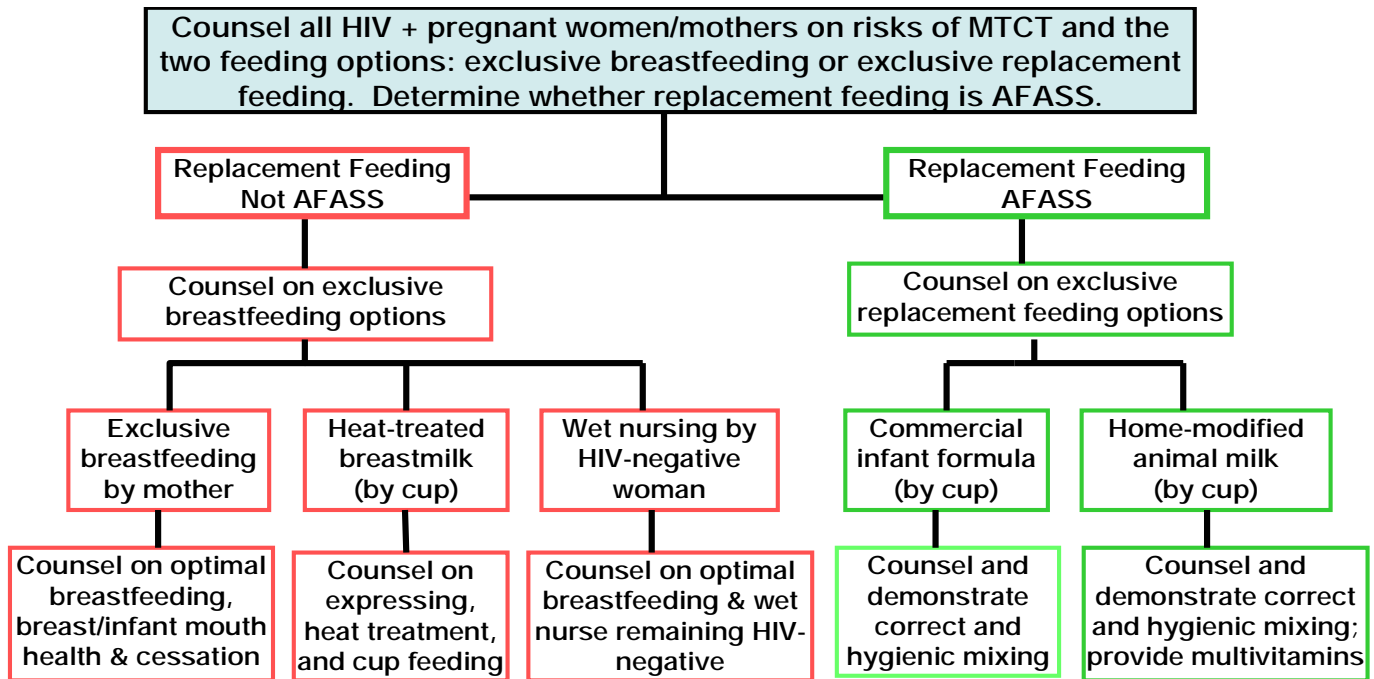 Counsel all HIV + pregnant women/mothers on risks of MTCT and the
two feeding options: exclusive breastfeeding or exclusive replacement
feeding. Determine whether replacement feeding is AFASS.
Replacement Feeding
Not AFASS
Replacement Feeding
AFASS
Counsel on exclusive
breastfeeding options
Counsel on exclusive
replacement feeding options
Exclusive
breastfeeding
by mother
Heat-treated
breastmilk
(by cup)
Wet nursing by
HIV-negative
woman
Commercial
infant formula
(by cup)
Home-modified
animal milk
(by cup)
Counsel on optimal
breastfeeding,
breast/infant mouth
health & cessation
Counsel on
expressing,
heat treatment,
and cup feeding
Counsel on optimal
breastfeeding & wet
nurse remaining HIV-
negative
Counsel and
demonstrate
correct and
hygienic mixing
Counsel and
demonstrate correct
and hygienic mixing;
provide multivitamins